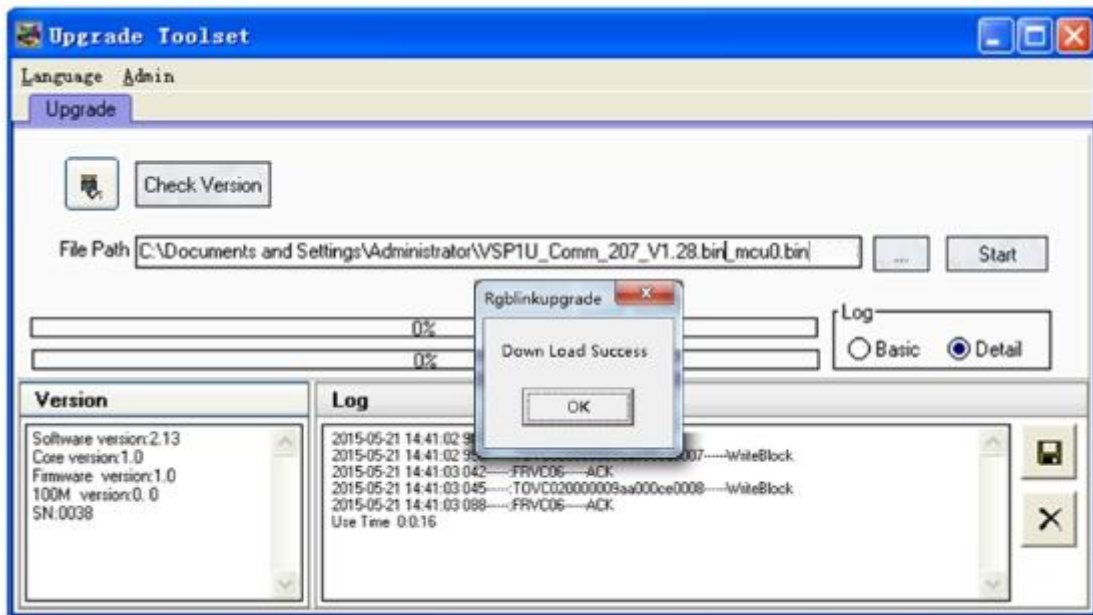 Upgrade Toolset
Language Admin
Upgrade
Check Version
File Path C:\Documents and Settings\Administrator\VSP1U_Comm_207_V1.28.bin_mcu0.bin ... Start
Rgblinkupgrade
Down Load Success
OK
0%
0%
Log
Basic Detail
Version
Software version:2.13
Core version:1.0
Firmware version:1.0
100M version:0. 0
SN:0038
Log
2015-05-21 14:41:02
2015-05-21 14:41:02 007-----WriteBlock
2015-05-21 14:41:03 042-----:FRVC06-----ACK
2015-05-21 14:41:03 045-----:TOVC020000009aa000ce0008-----WriteBlock
2015-05-21 14:41:03 088-----:FRVC06-----ACK
Use Time 0:0:16